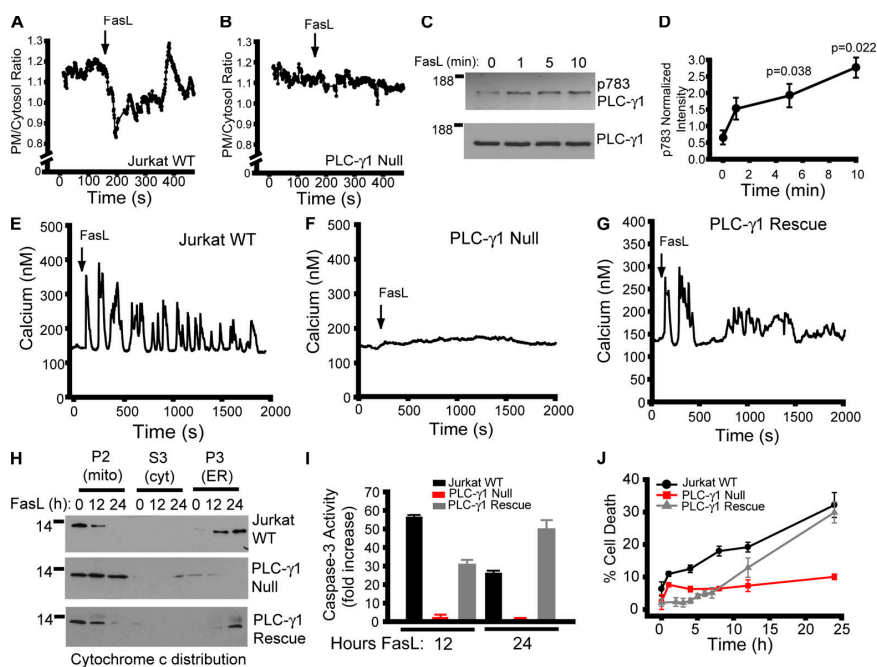 A
FasL
PM/Cytosol Ratio
1.3
1.2
1.1
1.0
0.9
0.8
0
Jurkat WT
0 100 200 300 400
Time (s)
B
FasL
PM/Cytosol Ratio
1.3
1.2
1.1
1.0
0.9
0.8
0
PLC-γ1 Null
0 100 200 300 400
Time (s)
C
FasL (min): 0 1 5 10
188
p783
PLC-γ1
188
PLC-γ1
D
p=0.022
p=0.038
p783 Normalized
Intensity
3.0
2.5
2.0
1.5
1.0
0.5
0.0
0 2 4 6 8 10
Time (min)
E
Jurkat WT
FasL
Calcium (nM)
500
400
300
200
100
0
0 500 1000 1500 2000
Time (s)
F
PLC-γ1 Null
FasL
Calcium (nM)
500
400
300
200
100
0
0 500 1000 1500 2000
Time (s)
G
PLC-γ1 Rescue
FasL
Calcium (nM)
400
350
300
250
200
150
100
50
0
0 500 1000 1500 2000
Time (s)
H
P2 S3 P3
(mito) (cyt) (ER)
FasL (h): 0 12 24 0 12 24 0 12 24
14
Jurkat
WT
14
PLC-γ1
Null
14
PLC-γ1
Rescue
Cytochrome c distribution
I
Jurkat WT
PLC-γ1 Null
PLC-γ1 Rescue
Caspase-3 Activity
(fold increase)
70
60
50
40
30
20
10
0
Hours FasL: 12 24
J
Jurkat WT
PLC-γ1 Null
PLC-γ1 Rescue
% Cell Death
40
30
20
10
0
0 5 10 15 20 25
Time (h)